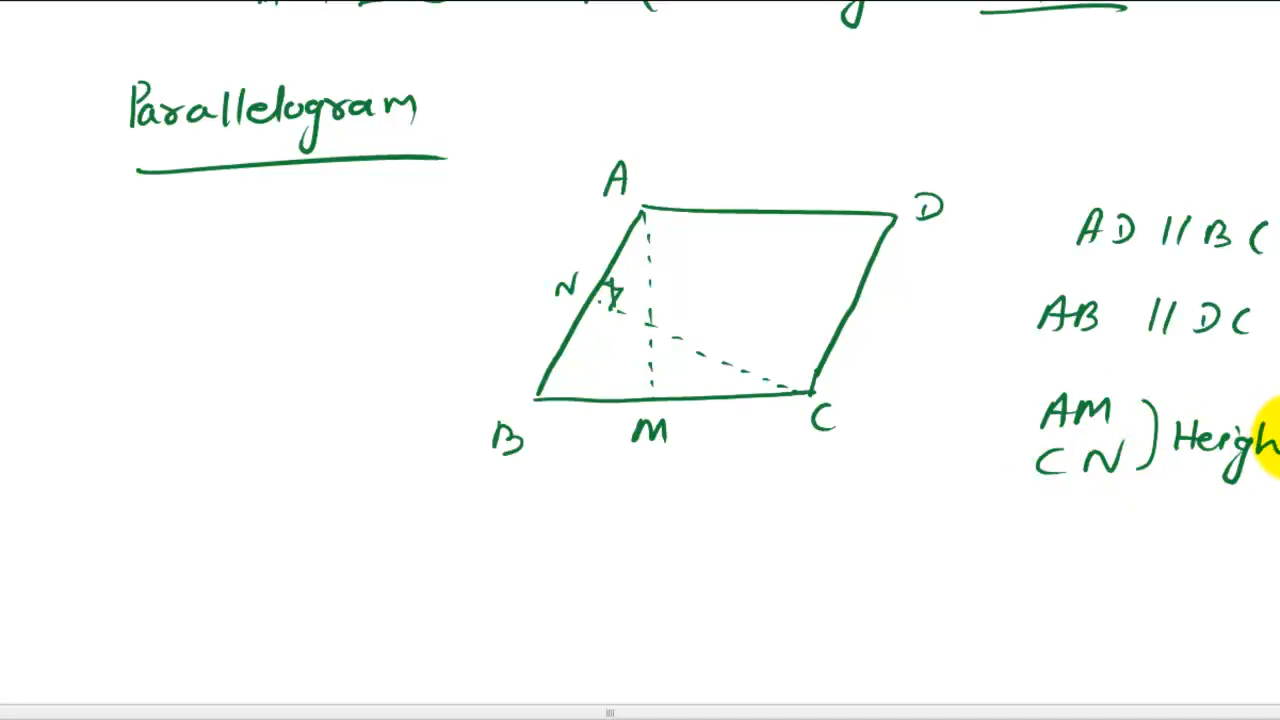 Parallelogram
A
D
N
B
M
C
AD // BC
AB // DC
AM
CN ) Heigh